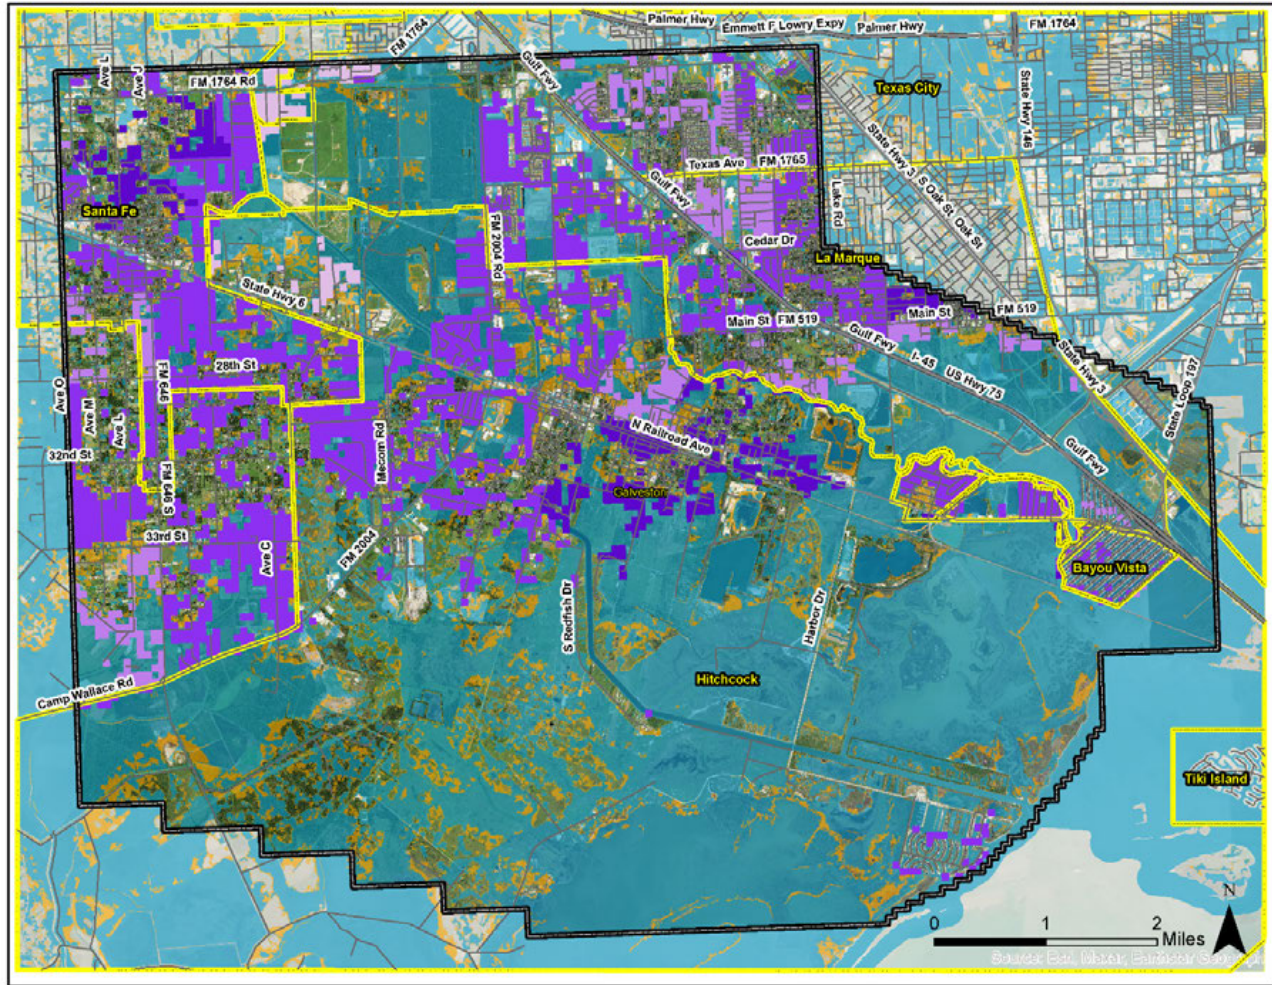 Palmer Hwy
Emmett F Lowry Expy
Palmer Hwy
FM 1764
FM 1764
Ave L
Ave J
FM 1764 Rd
Gulf Fwy
Texas City
State Hwy 146
State Hwy 3
S Oak St
Oak St
Texas Ave
FM 1765
Gulf Fwy
Lake Rd
Santa Fe
FM 2004 Rd
Cedar Dr
La Marque
State Hwy 6
Main St
FM 519
Main St
FM 519
Gulf Fwy
I- 45
US Hwy 75
State Hwy 3
State Loop 197
28th St
FM 646
Ave O
Ave M
Ave L
32nd St
Mecom Rd
N Railroad Ave
Gulf Fwy
FM 646 S
Galveston
33rd St
Ave C
FM 2004
Bayou Vista
S Redfish Dr
Harbor Dr
Hitchcock
Camp Wallace Rd
Tiki Island
N
0 1 2
Miles
Source: Esri, Maxar, Earthstar Geograph